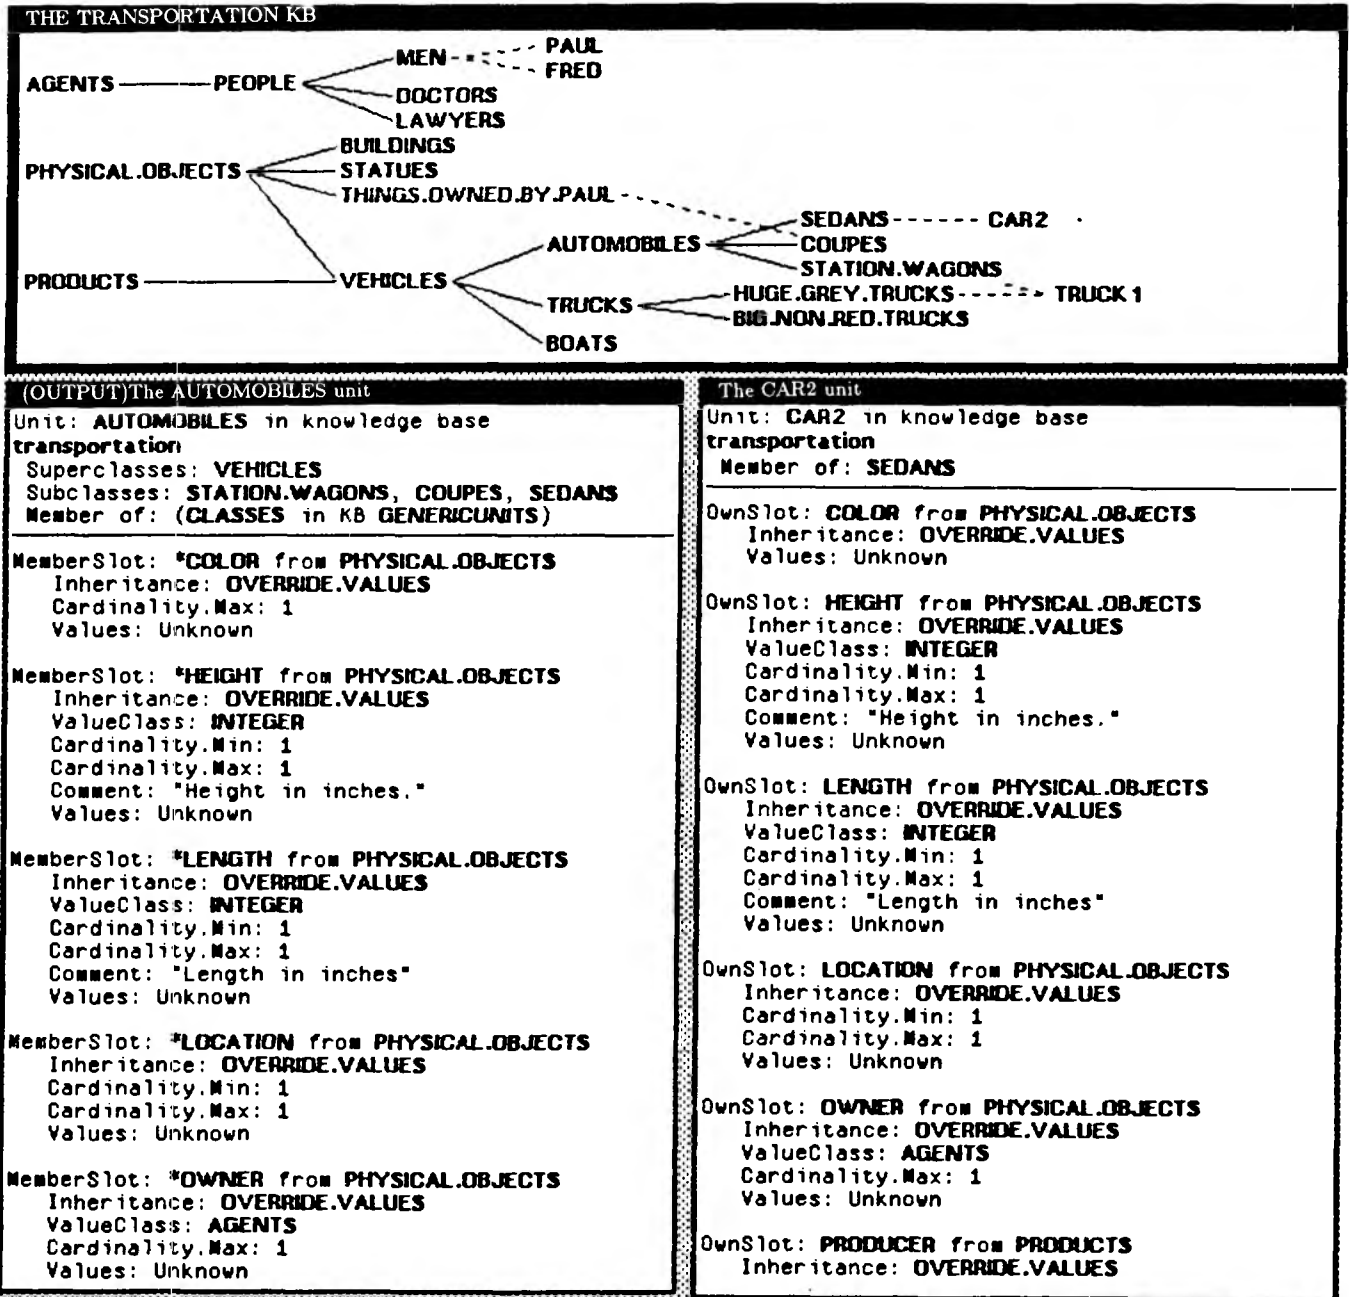 THE TRANSPORTATION KB
PAUL
MEN
FRED
AGENTS
PEOPLE
DOCTORS
LAWYERS
BUILDINGS
PHYSICAL.OBJECTS
STATUES
THINGS.OWNED.BY.PAUL
SEDANS
CAR2
AUTOMOBILES
COUPES
STATION.WAGONS
PRODUCTS
VEHICLES
HUGE.GREY.TRUCKS
TRUCK1
TRUCKS
BIG.NON.RED.TRUCKS
BOATS
(OUTPUT)The AUTOMOBILES unit
Unit: AUTOMOBILES in knowledge base
transportation
Superclasses: VEHICLES
Subclasses: STATION.WAGONS, COUPES, SEDANS
Member of: (CLASSES in KB GENERICUNITS)
MemberSlot: *COLOR from PHYSICAL.OBJECTS
Inheritance: OVERRIDE.VALUES
Cardinality.Max: 1
Values: Unknown
MemberSlot: *HEIGHT from PHYSICAL.OBJECTS
Inheritance: OVERRIDE.VALUES
ValueClass: INTEGER
Cardinality.Min: 1
Cardinality.Max: 1
Comment: "Height in inches."
Values: Unknown
MemberSlot: *LENGTH from PHYSICAL.OBJECTS
Inheritance: OVERRIDE.VALUES
ValueClass: INTEGER
Cardinality.Min: 1
Cardinality.Max: 1
Comment: "Length in inches"
Values: Unknown
MemberSlot: *LOCATION from PHYSICAL.OBJECTS
Inheritance: OVERRIDE.VALUES
Cardinality.Min: 1
Cardinality.Max: 1
Values: Unknown
MemberSlot: *OWNER from PHYSICAL.OBJECTS
Inheritance: OVERRIDE.VALUES
ValueClass: AGENTS
Cardinality.Max: 1
Values: Unknown
The CAR2 unit
Unit: CAR2 in knowledge base
transportation
Member of: SEDANS
OwnSlot: COLOR from PHYSICAL.OBJECTS
Inheritance: OVERRIDE.VALUES
Values: Unknown
OwnSlot: HEIGHT from PHYSICAL.OBJECTS
Inheritance: OVERRIDE.VALUES
ValueClass: INTEGER
Cardinality.Min: 1
Cardinality.Max: 1
Comment: "Height in inches."
Values: Unknown
OwnSlot: LENGTH from PHYSICAL.OBJECTS
Inheritance: OVERRIDE.VALUES
ValueClass: INTEGER
Cardinality.Min: 1
Cardinality.Max: 1
Comment: "Length in inches"
Values: Unknown
OwnSlot: LOCATION from PHYSICAL.OBJECTS
Inheritance: OVERRIDE.VALUES
Cardinality.Min: 1
Cardinality.Max: 1
Values: Unknown
OwnSlot: OWNER from PHYSICAL.OBJECTS
Inheritance: OVERRIDE.VALUES
ValueClass: AGENTS
Cardinality.Max: 1
Values: Unknown
OwnSlot: PRODUCER from PRODUCTS
Inheritance: OVERRIDE.VALUES